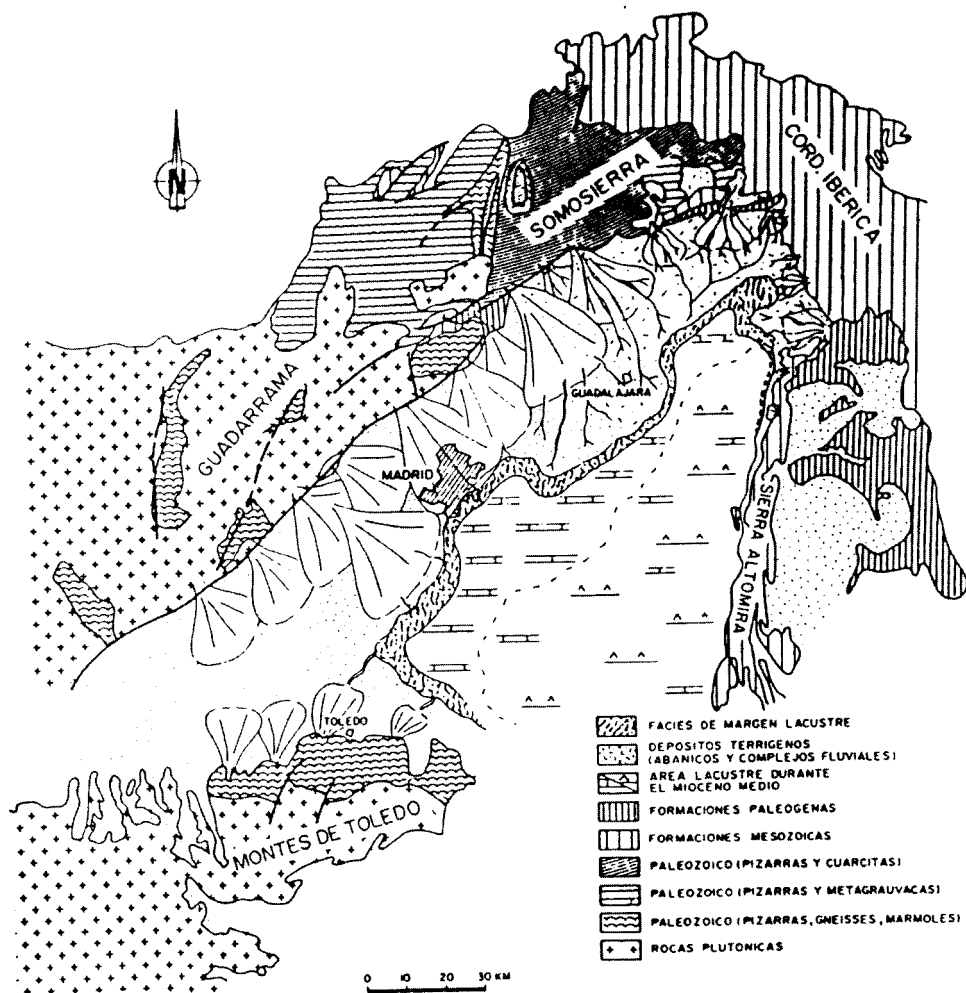 N
CORD. IBERICA
SOMOSIERRA
GUADARRAMA
GUADALAJARA
MADRID
SIERRA ALTOMIRA
TOLEDO
MONTES DE TOLEDO
FACIES DE MARGEN LACUSTRE
DEPOSITOS TERRIGENOS
(ABANICOS Y COMPLEJOS FLUVIALES)
AREA LACUSTRE DURANTE
EL MIOCENO MEDIO
FORMACIONES PALEOGENAS
FORMACIONES MESOZOICAS
PALEOZOICO (PIZARRAS Y CUARCITAS)
PALEOZOICO (PIZARRAS Y METAGRAUVACAS)
PALEOZOICO (PIZARRAS, GNEISSES, MARMOLES)
ROCAS PLUTONICAS
0 10 20 30 KM